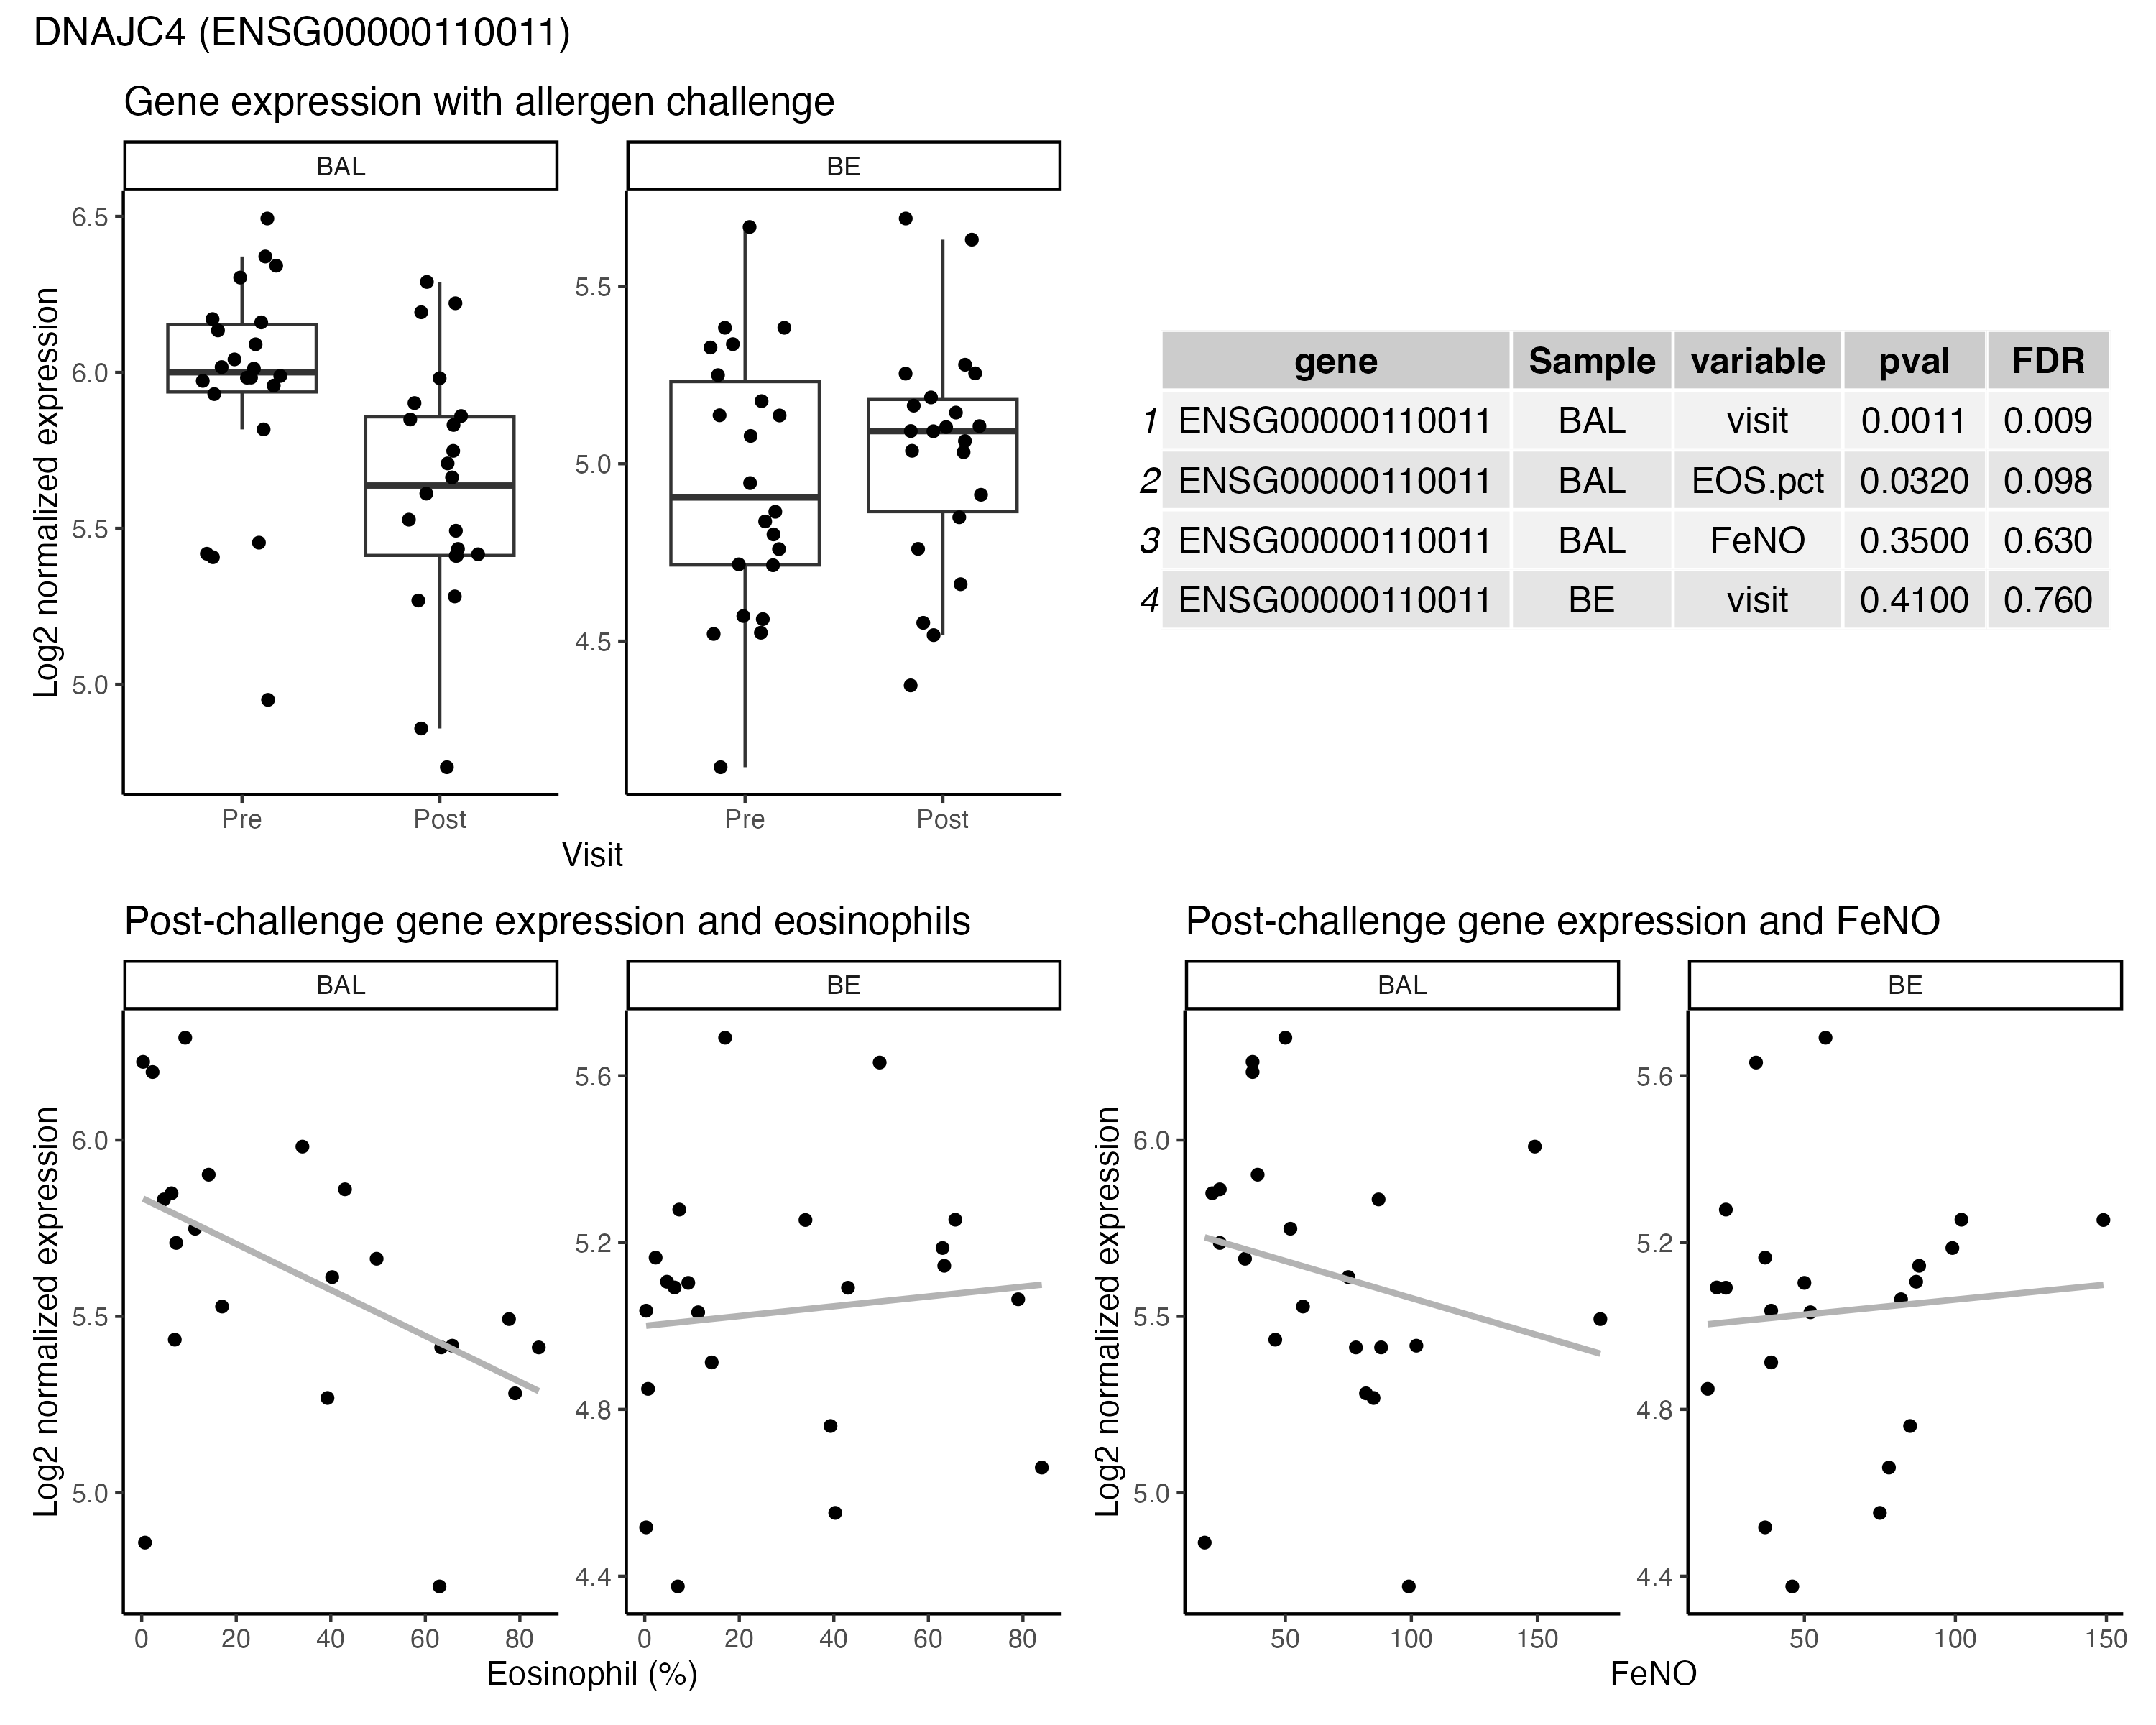 DNAJC4 (ENSG00000110011)
Gene expression with allergen challenge
BAL
BE
Log2 normalized expression
6.5
6.0
5.5
5.0
5.5
5.0
4.5
Pre
Post
Pre
Post
Visit
gene Sample variable pval FDR
1 ENSG00000110011 BAL visit 0.0011 0.009
2 ENSG00000110011 BAL EOS.pct 0.0320 0.098
3 ENSG00000110011 BAL FeNO 0.3500 0.630
4 ENSG00000110011 BE visit 0.4100 0.760
Post-challenge gene expression and eosinophils
BAL
BE
Log2 normalized expression
6.0
5.5
5.0
5.6
5.2
4.8
4.4
0 20 40 60 80
0 20 40 60 80
Eosinophil (%)
Post-challenge gene expression and FeNO
BAL
BE
Log2 normalized expression
6.0
5.5
5.0
5.6
5.2
4.8
4.4
50 100 150
50 100 150
FeNO